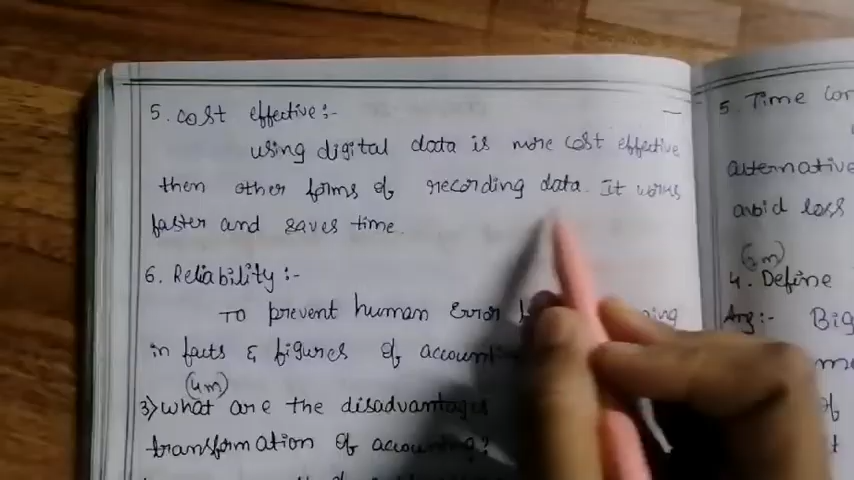 5. cost effective:-
using digital data is more cost effective
then other forms of recording data. It works
faster and saves time.
6. Reliability:-
To prevent human Error
in facts & figures of
(4m)
3) what are the disadvantages
transformation of accounting?
5. Time
alternative
avoid loss
4. Define
Ans:- Big
of